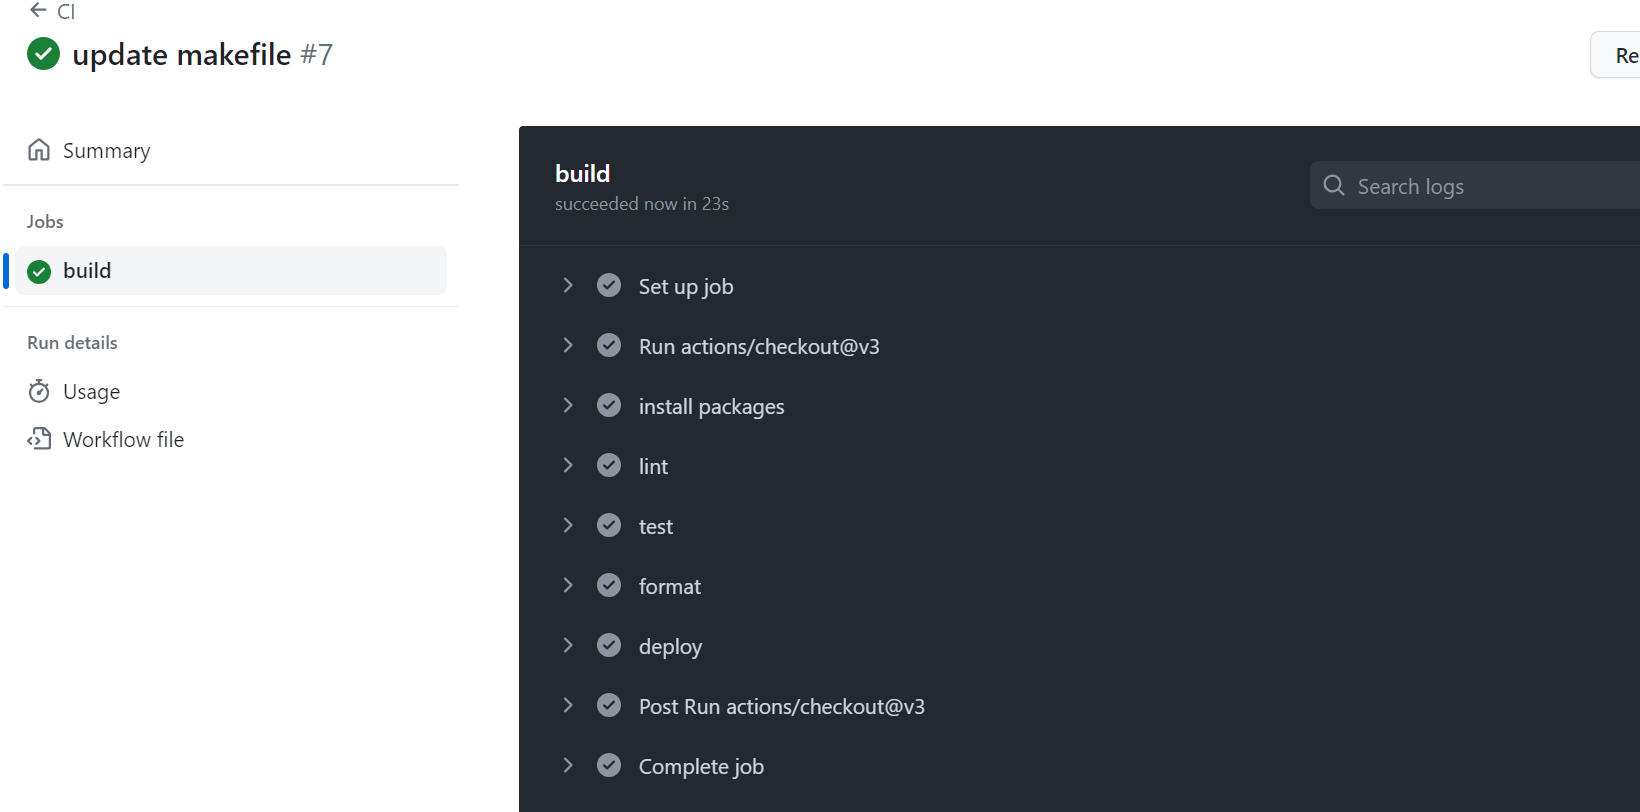 CI
update makefile #7
Re
Summary
Jobs
build
Run details
Usage
Workflow file
build
succeeded now in 23s
Search logs
Set up job
Run actions/checkout@v3
install packages
lint
test
format
deploy
Post Run actions/checkout@v3
Complete job